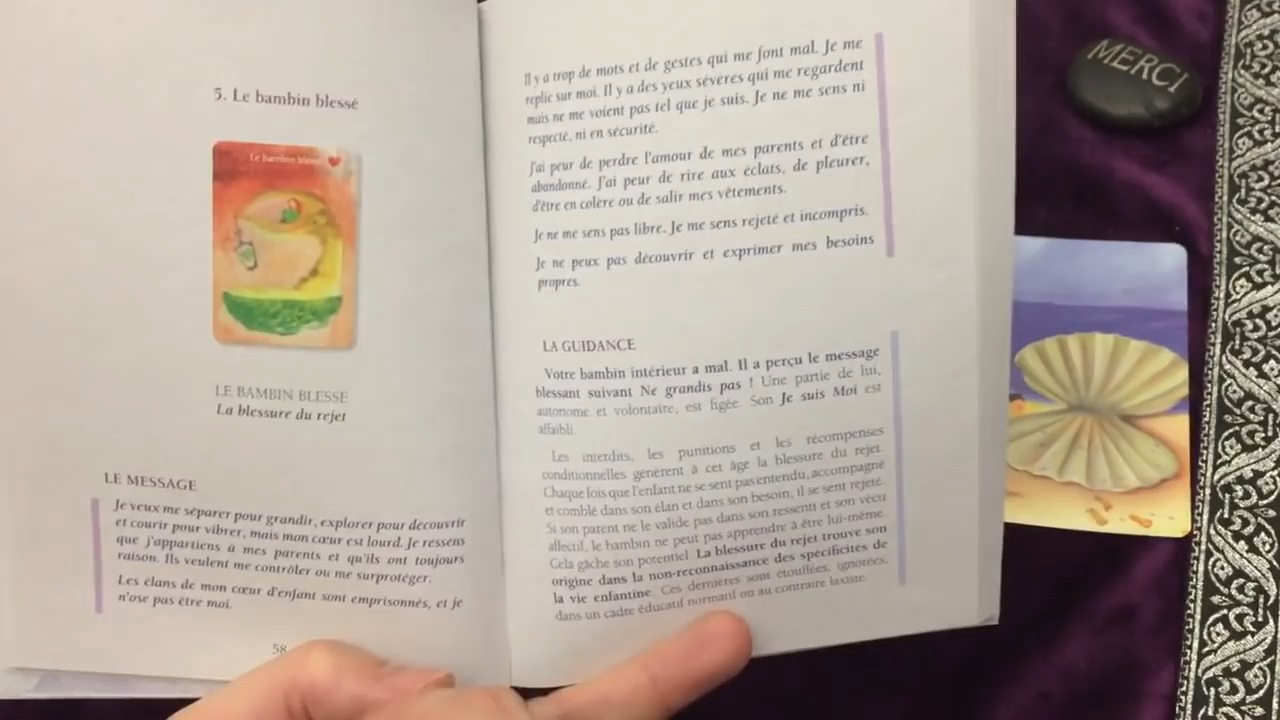 5. Le bambin blessé
Le bambin blessé
LE BAMBIN BLESSE
La blessure du rejet
LE MESSAGE
Je veux me séparer pour grandir, explorer pour découvrir
et courir pour vibrer, mais mon cœur est lourd. Je ressens
que j'appartiens à mes parents et qu'ils ont toujours
raison. Ils veulent me contrôler ou me surprotéger.
Les élans de mon cœur d'enfant sont emprisonnés, et je
n'ose pas être moi.
58
Il y a trop de mots et de gestes qui me font mal. Je me
replie sur moi. Il y a des yeux sévères qui me regardent
mais ne me voient pas tel que je suis. Je ne me sens ni
respecté, ni en sécurité.
J'ai peur de perdre l'amour de mes parents et d'être
abandonné. J'ai peur de rire aux éclats, de pleurer,
d'être en colère ou de salir mes vêtements.
Je ne me sens pas libre. Je me sens rejeté et incompris.
Je ne peux pas découvrir et exprimer mes besoins
propres.
LA GUIDANCE
Votre bambin intérieur a mal. Il a perçu le message
blessant suivant Ne grandis pas ! Une partie de lui,
autonome et volontaire, est figée. Son Je suis Moi est
affaibli.
Les interdits, les punitions et les récompenses
conditionnelles génèrent à cet âge la blessure du rejet.
Chaque fois que l'enfant ne se sent pas entendu, accompagné
et comblé dans son élan et dans son besoin, il se sent rejeté.
Si son parent ne le valide pas dans son ressenti et son vécu
affectif, le bambin ne peut pas apprendre à être lui-même.
Cela gâche son potentiel. La blessure du rejet trouve son
origine dans la non-reconnaissance des spécificités de
la vie enfantine. Ces dernières sont étouffées, ignorées,
dans un cadre éducatif normatif ou au contraire laxiste.
MERCI